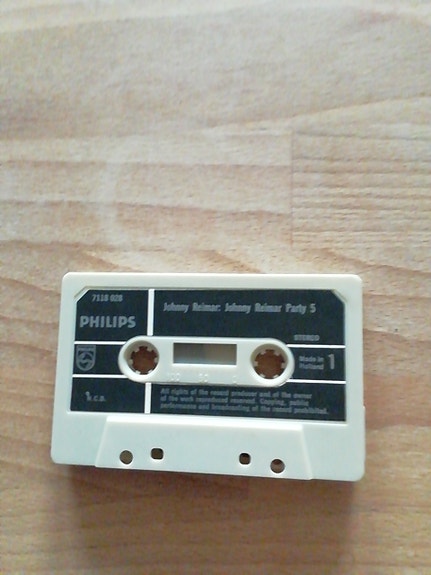 7118 028
Johnny Reimar: Johnny Reimar Party 5
PHILIPS
STEREO
Made in
Holland
1
N.C.B.
All rights of the record producer and of the owner
of the work reproduced reserved. Copying, public
performance and broadcasting of the record prohibited.